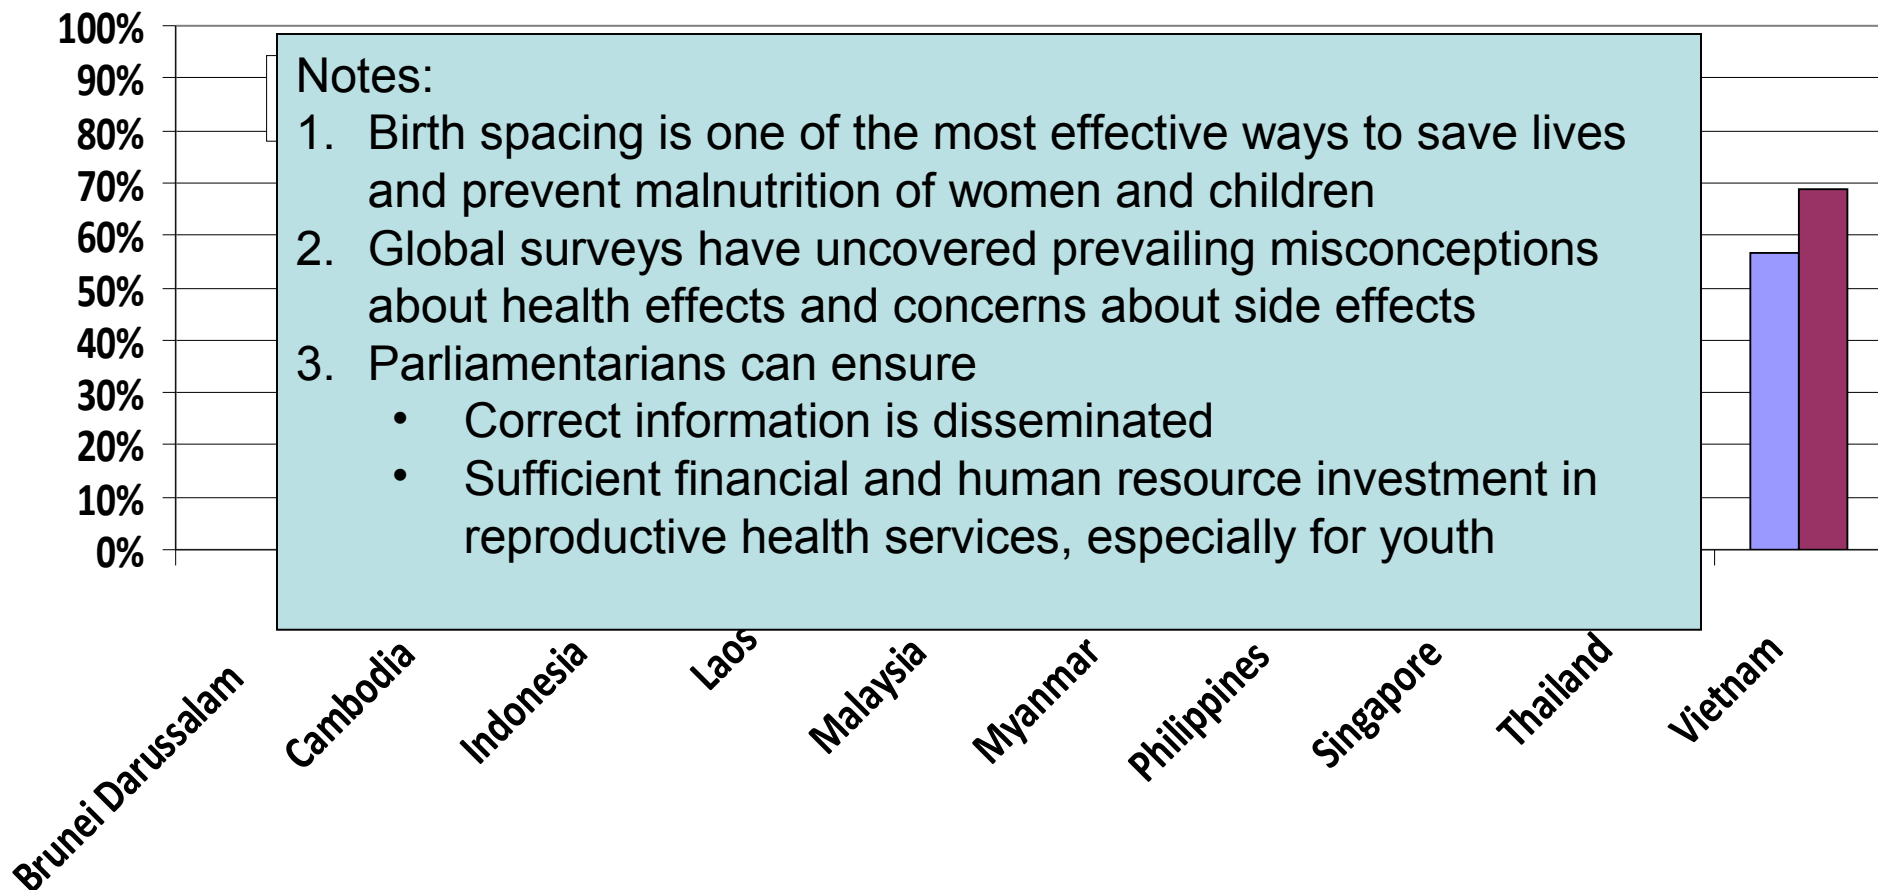 100%
90%
80%
70%
60%
50%
40%
30%
20%
10%
0%
Notes:
1. Birth spacing is one of the most effective ways to save lives
and prevent malnutrition of women and children
2. Global surveys have uncovered prevailing misconceptions
about health effects and concerns about side effects
3. Parliamentarians can ensure
• Correct information is disseminated
• Sufficient financial and human resource investment in
reproductive health services, especially for youth
Brunei Darussalam
Cambodia
Indonesia
Laos
Malaysia
Myanmar
Philippines
Singapore
Thailand
Vietnam